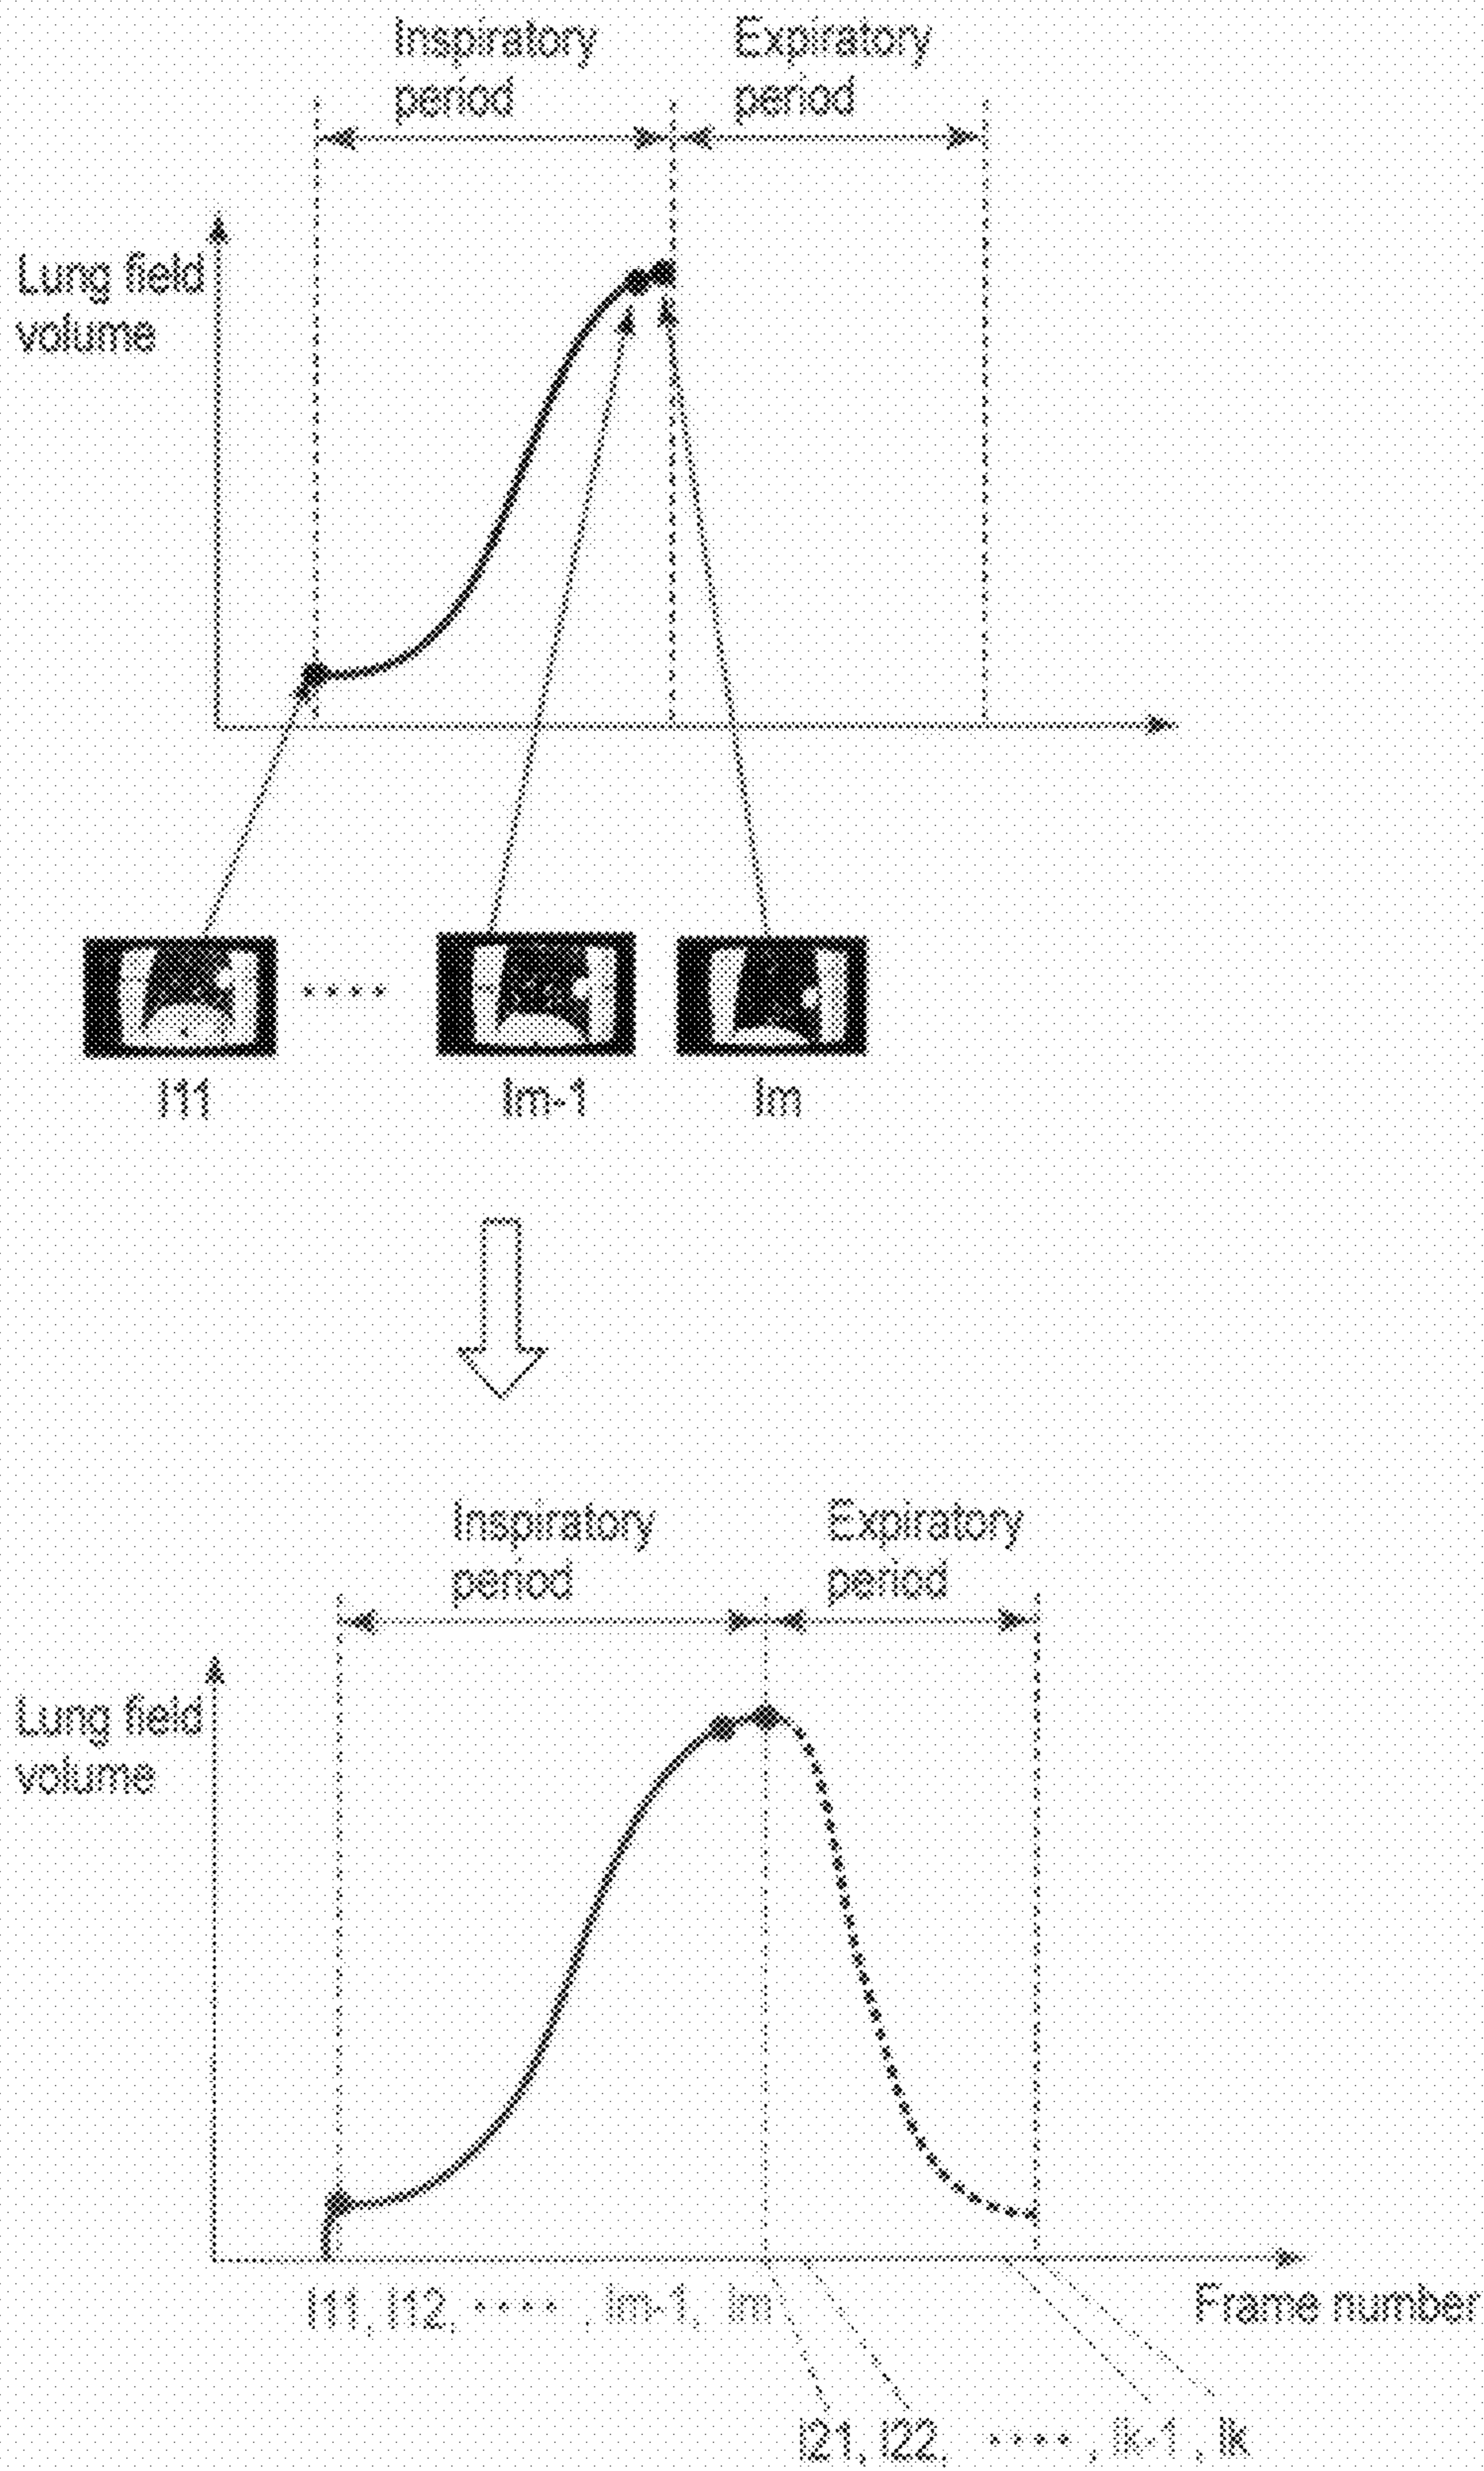 Inspiratory
period
Expiratory
period
Lung field
volume
I11
....
Im-1
Im
Inspiratory
period
Expiratory
period
Lung field
volume
I11, I12, .... , Im-1, Im
Frame number
I21, I22, .... , Ik-1, Ik